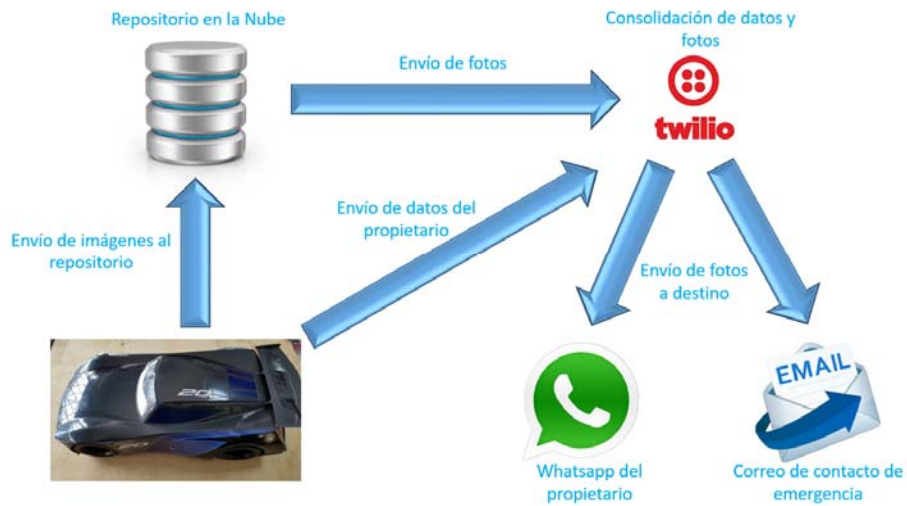 Repositorio en la Nube
Consolidación de datos y
fotos
Envío de fotos
twilio
Envío de datos del
propietario
Envío de imágenes al
repositorio
Envío de fotos
a destino
20
EMAIL
Whatsapp del
propietario
Correo de contacto de
emergencia